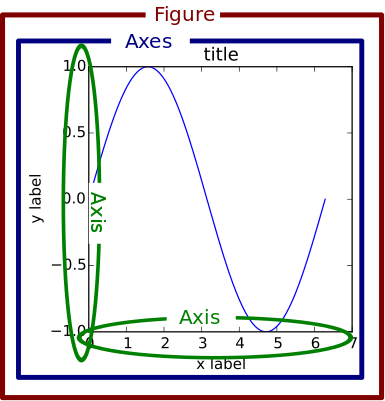 Figure
Axes
title
1.0
0.5
0.0
−0.5
−1.0
y label
Axis
Axis
0 1 2 3 4 5 6 7
x label